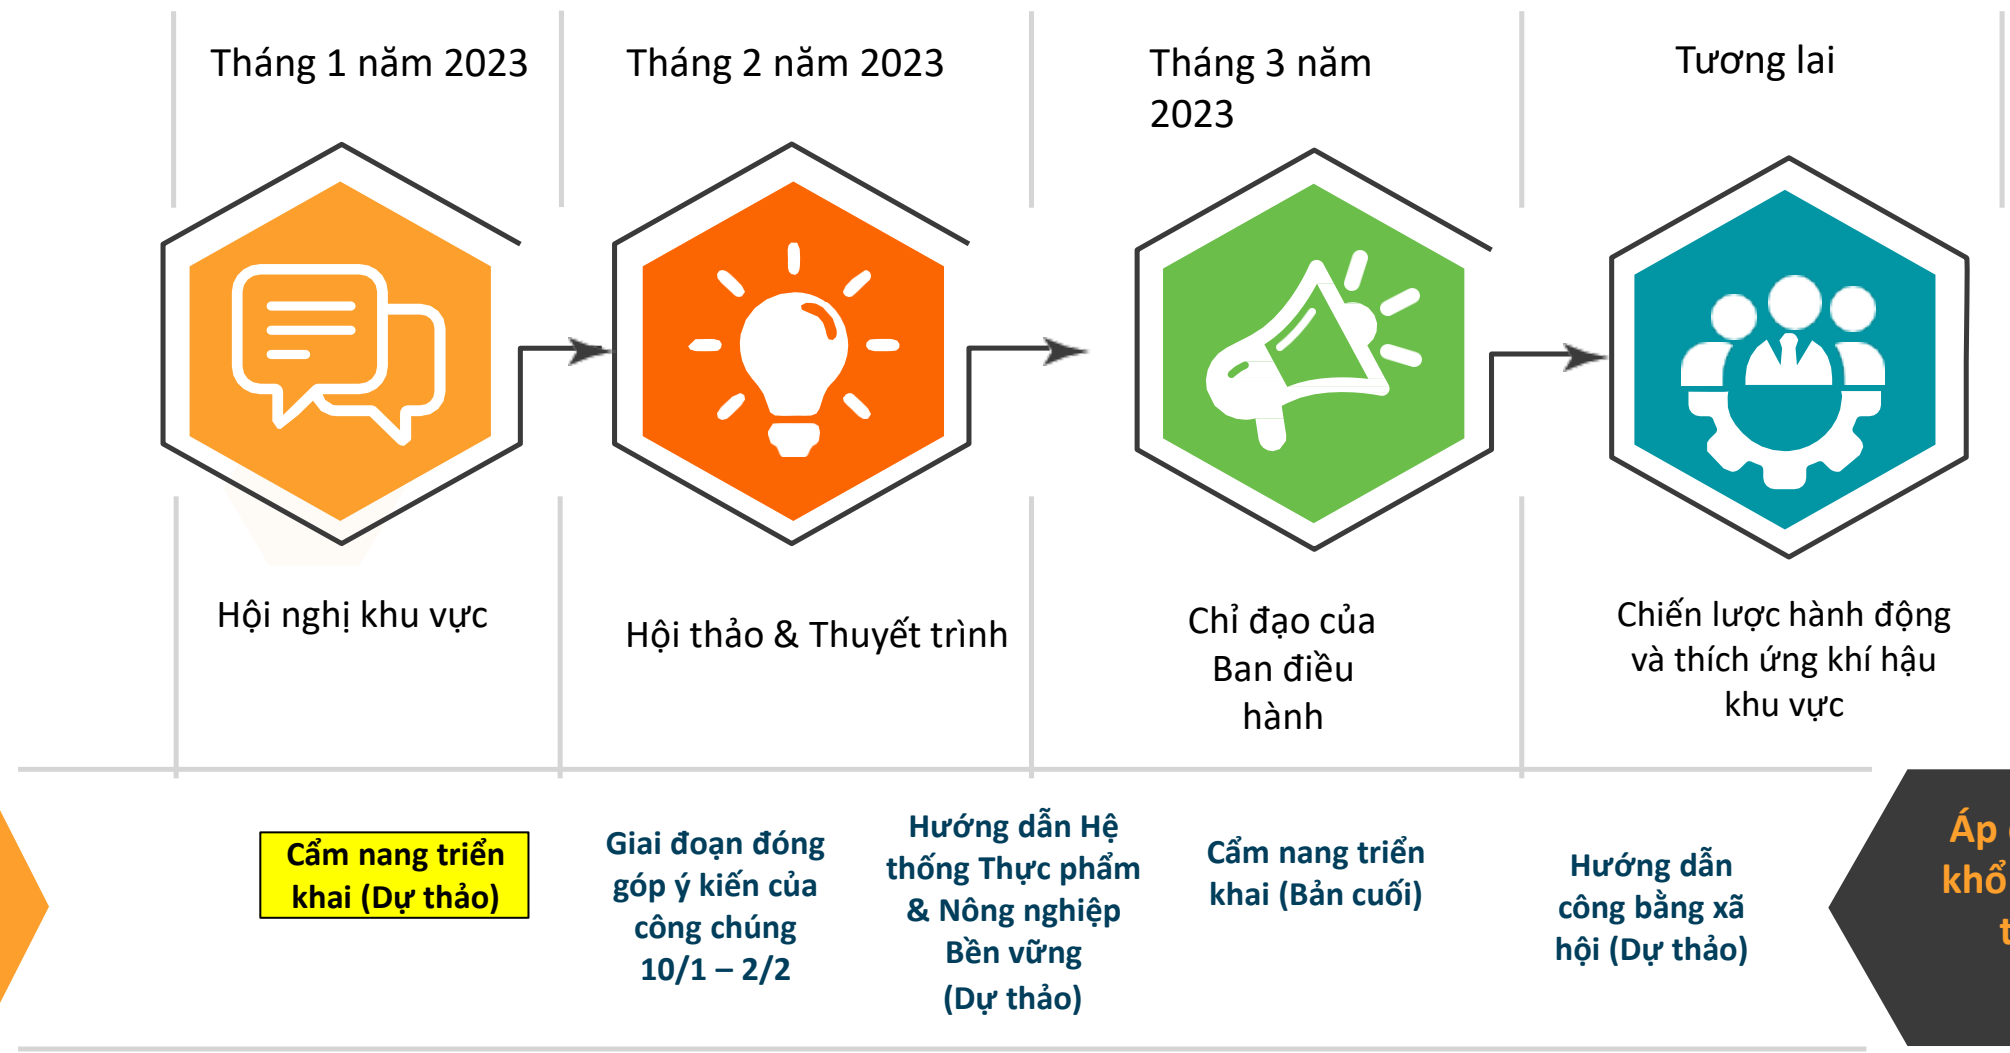 Tháng 1 năm 2023
Tháng 2 năm 2023
Tháng 3 năm
2023
Tương lai
Hội nghị khu vực
Hội thảo & Thuyết trình
Chỉ đạo của
Ban điều
hành
Chiến lược hành động
và thích ứng khí hậu
khu vực
Cẩm nang triển
khai (Dự thảo)
Giai đoạn đóng
góp ý kiến của
công chúng
10/1 – 2/2
Hướng dẫn Hệ
thống Thực phẩm
& Nông nghiệp
Bền vững
(Dự thảo)
Cẩm nang triển
khai (Bản cuối)
Hướng dẫn
công bằng xã
hội (Dự thảo)
Áp
khổ